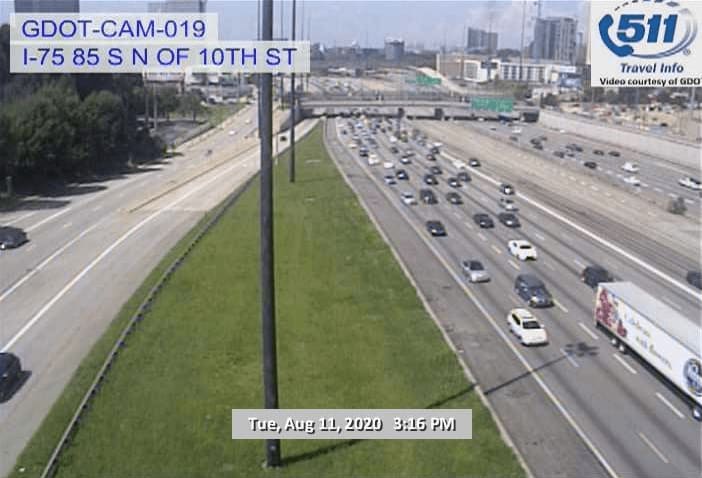 GDOT-CAM-019
I-75 85 S N OF 10TH ST
511
Travel Info
Video courtesy of GDO
Tue, Aug 11, 2020 3:16 PM